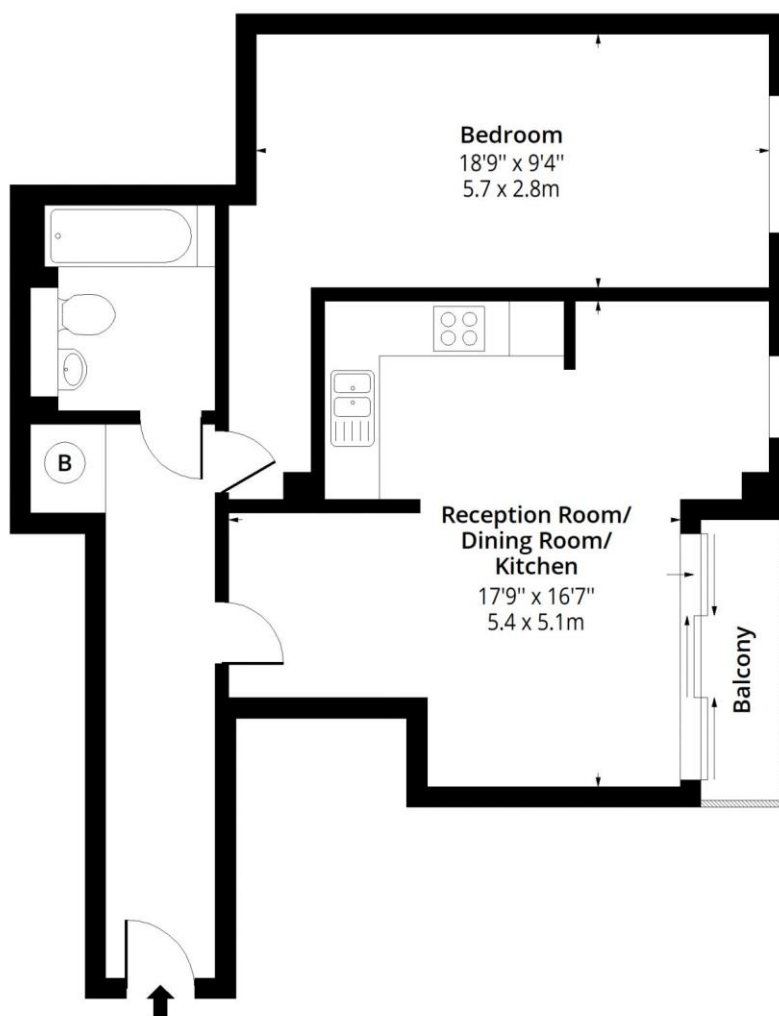 Bedroom
18'9'' x 9'4''
5.7 x 2.8m
B
Reception Room/
Dining Room/
Kitchen
17'9'' x 16'7''
5.4 x 5.1m
Balcony